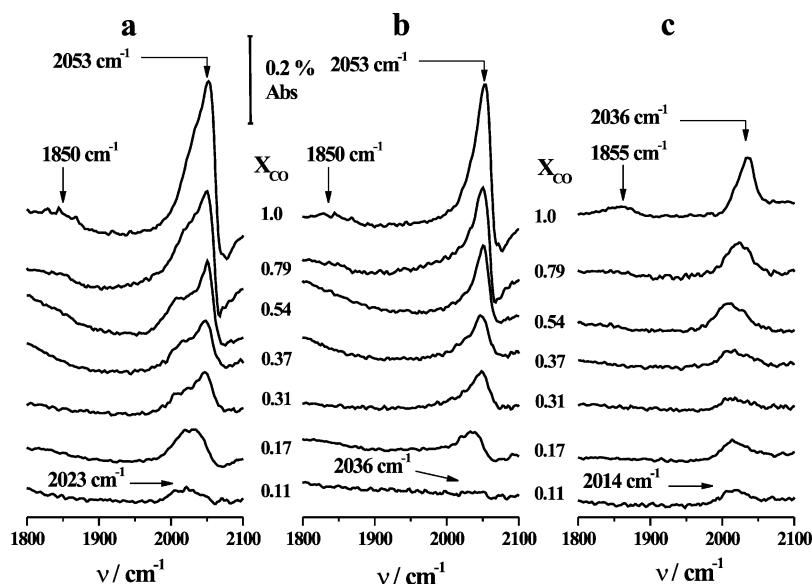 a
b
c
2053 cm⁻¹
0.2 %
Abs
2053 cm⁻¹
2036 cm⁻¹
1850 cm⁻¹
X_CO
1850 cm⁻¹
X_CO
1855 cm⁻¹
1.0
1.0
0.79
0.79
0.54
0.54
0.37
0.37
0.31
0.31
0.17
0.17
2023 cm⁻¹
0.11
2036 cm⁻¹
0.11
2014 cm⁻¹
1800 1900 2000 2100
1800 1900 2000 2100
1800 1900 2000 2100
ν / cm⁻¹
ν / cm⁻¹
ν / cm⁻¹